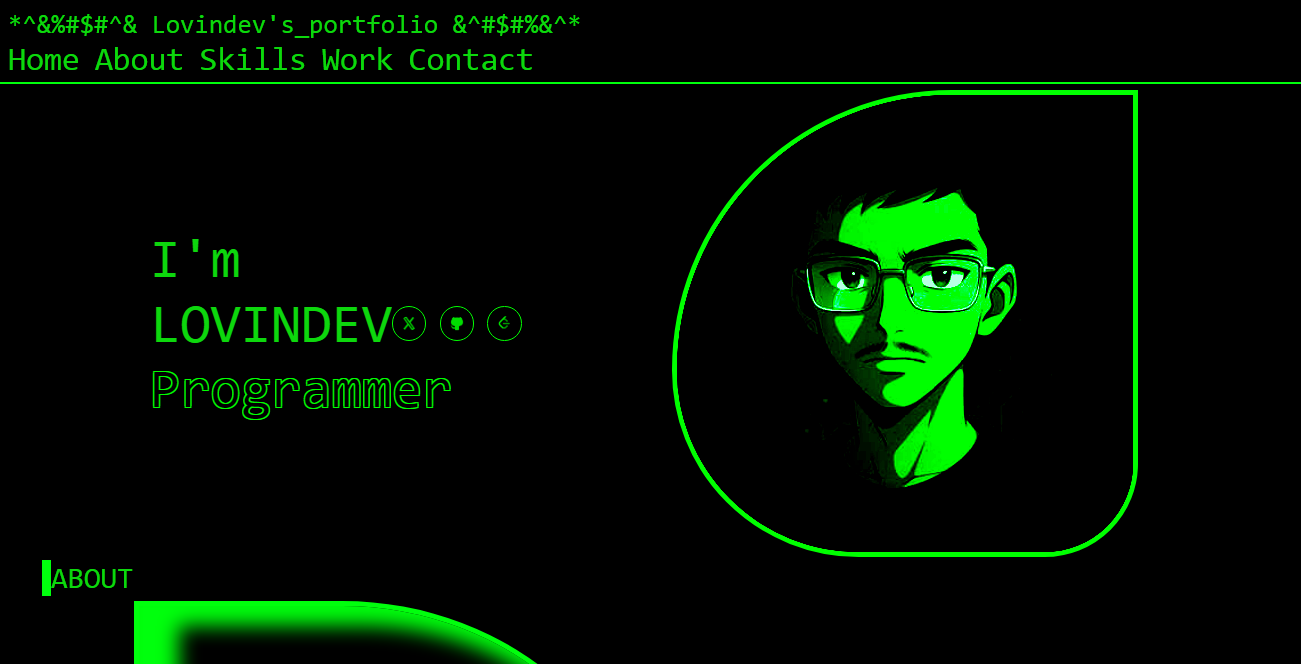 *^&%#$#^& Lovindev's_portfolio &^#$#%&^*
Home About Skills Work Contact
I'm
LOVINDEV
Programmer
ABOUT